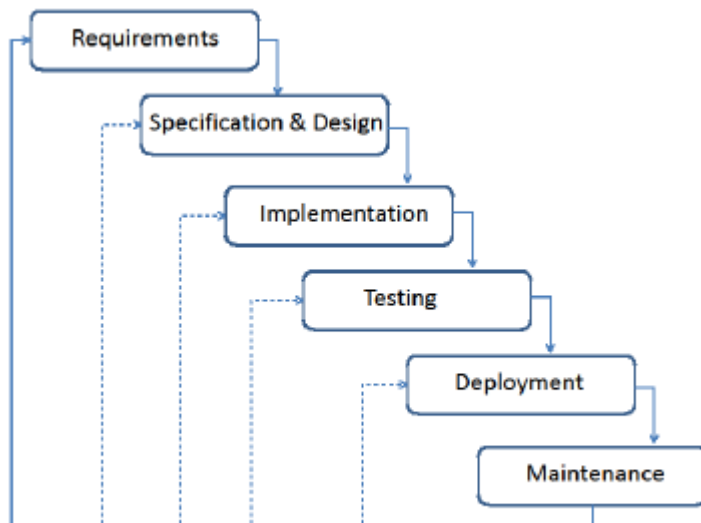 Requirements
Specification & Design
Implementation
Testing
Deployment
Maintenance